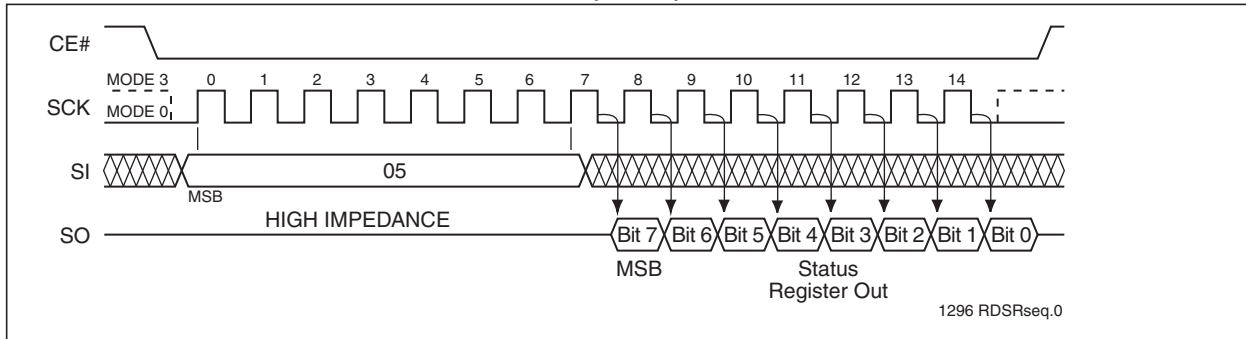 CE#
MODE 3 0 1 2 3 4 5 6 7 8 9 10 11 12 13 14
SCK MODE 0
SI 05
MSB
HIGH IMPEDANCE
SO Bit 7 Bit 6 Bit 5 Bit 4 Bit 3 Bit 2 Bit 1 Bit 0
MSB Status
Register Out
1296 RDSRseq.0